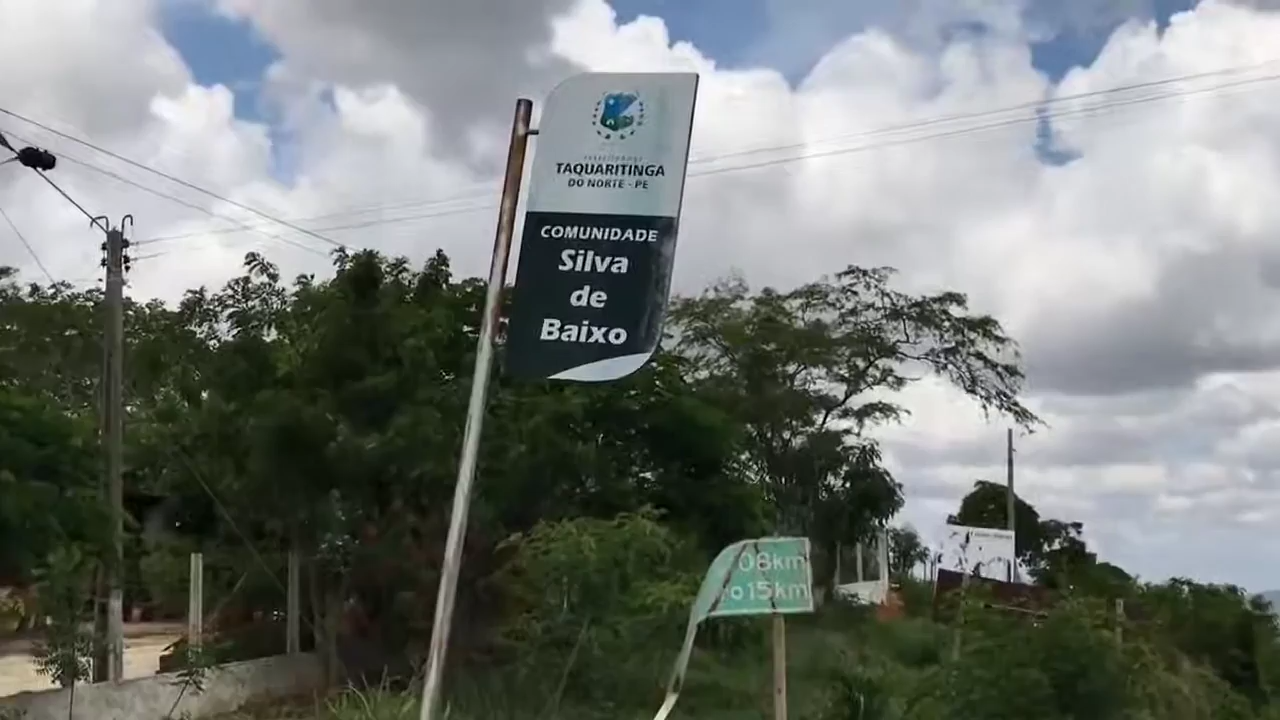 TAQUARITINGA
DO NORTE - PE
COMUNIDADE
Silva
de
Baixo
08km
o 15km